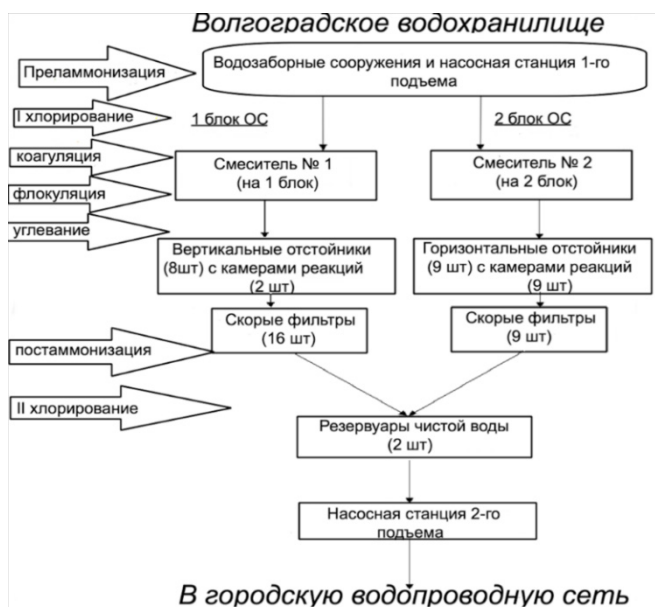 Волгоградское водохранилище
Преламмонизация
Водозаборные сооружения и насосная станция 1-го
подъема
I хлорирование
1 блок ОС
2 блок ОС
коагуляция
Смеситель № 1
(на 1 блок)
Смеситель № 2
(на 2 блок)
флокуляция
углевание
Вертикальные отстойники
(8шт) с камерами реакций
(2 шт)
Горизонтальные отстойники
(9 шт) с камерами реакций
(9 шт)
Скорые фильтры
(16 шт)
Скорые фильтры
(9 шт)
постаммонизация
II хлорирование
Резервуары чистой воды
(2 шт)
Насосная станция 2-го
подъема
В городскую водопроводную сеть